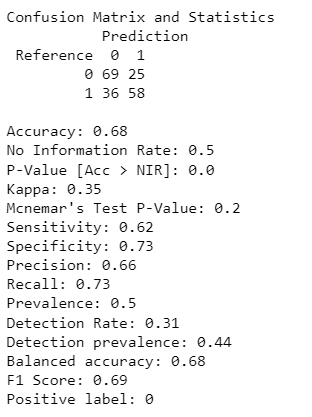 Confusion Matrix and Statistics
Prediction
Reference 0 1
0 69 25
1 36 58
Accuracy: 0.68
No Information Rate: 0.5
P-Value [Acc > NIR]: 0.0
Kappa: 0.35
Mcnemar's Test P-Value: 0.2
Sensitivity: 0.62
Specificity: 0.73
Precision: 0.66
Recall: 0.73
Prevalence: 0.5
Detection Rate: 0.31
Detection prevalence: 0.44
Balanced accuracy: 0.68
F1 Score: 0.69
Positive label: 0